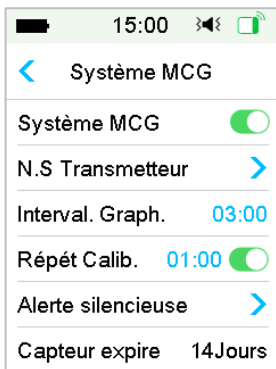 15:00
Système MCG
Système MCG
N.S Transmetteur
Interval. Graph. 03:00
Répét Calib. 01:00
Alerte silencieuse
Capteur expire 14Jours